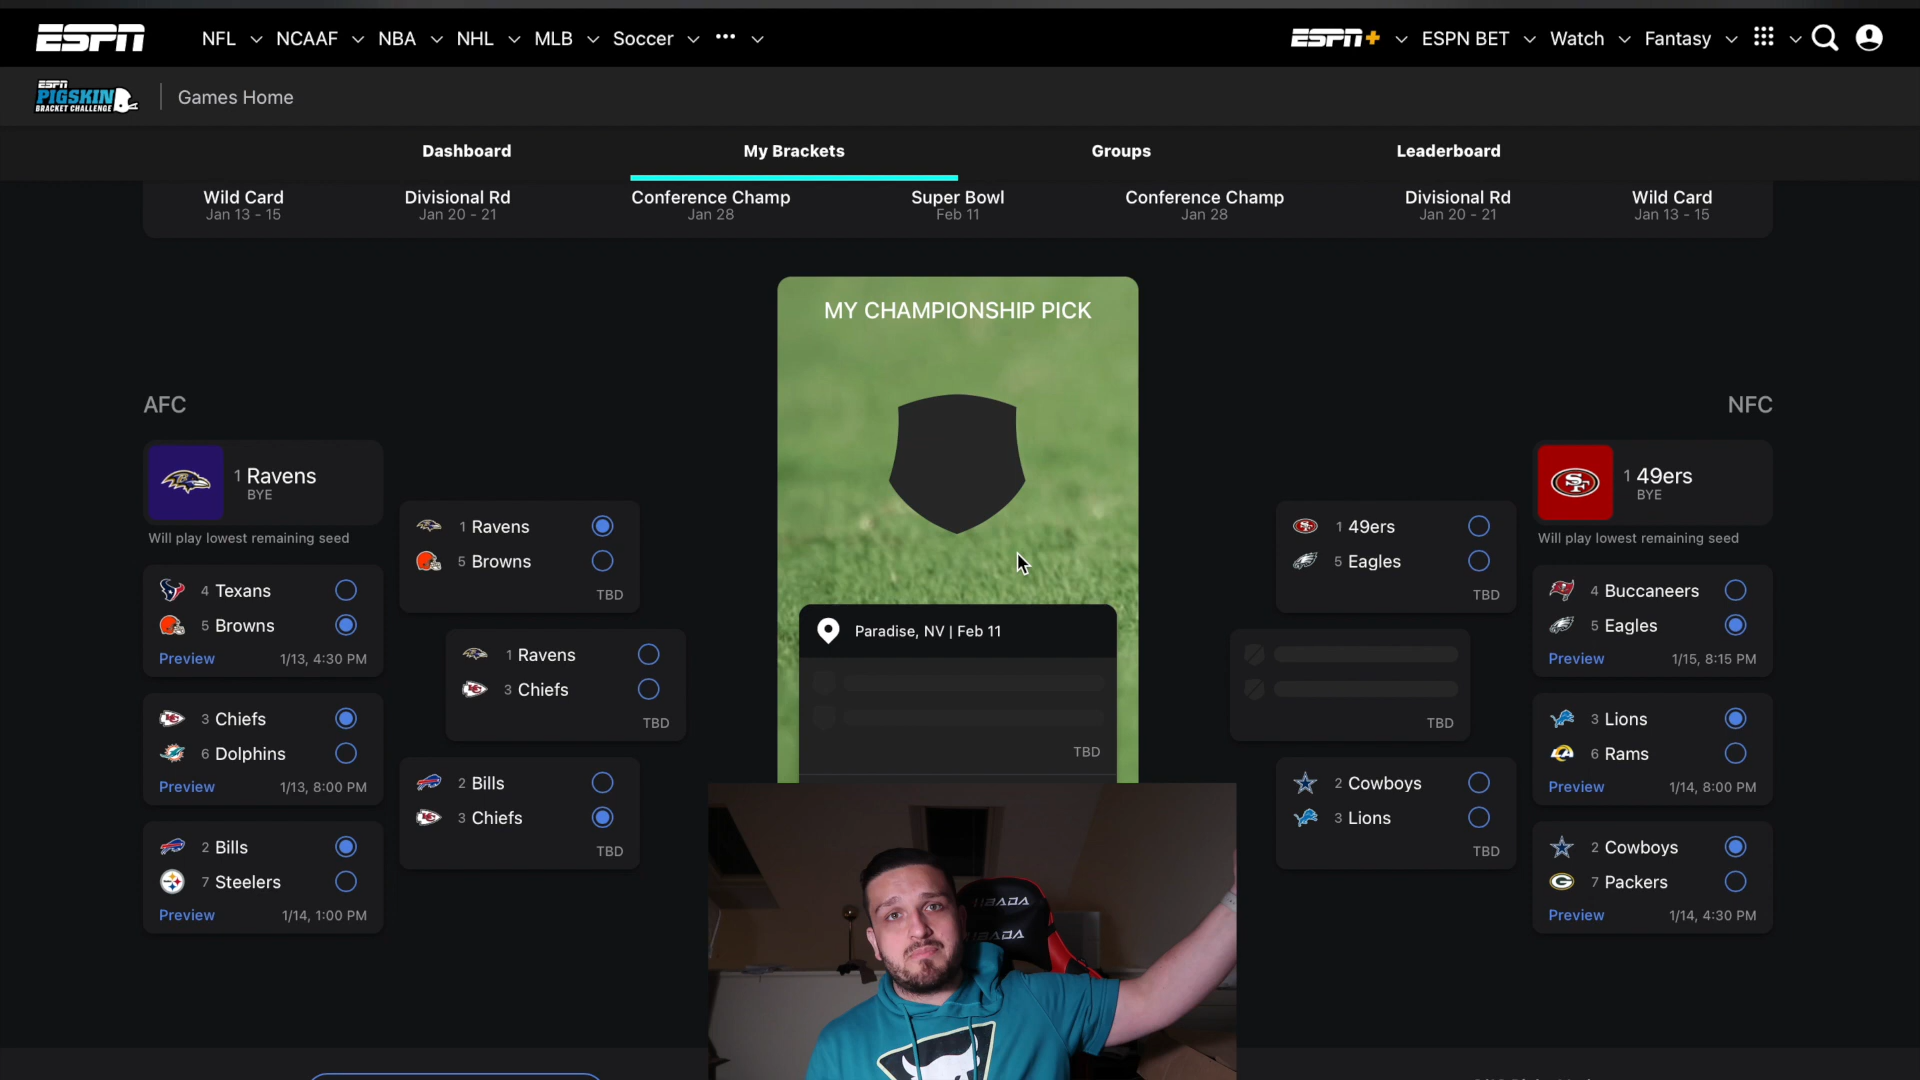 ESPN
NFL
NCAAF
NBA
NHL
MLB
Soccer
ESPN+
ESPN BET
Watch
Fantasy
ESPN
PIGSKIN
BRACKET CHALLENGE
Games Home
Dashboard
My Brackets
Groups
Leaderboard
Wild Card
Jan 13 - 15
Divisional Rd
Jan 20 - 21
Conference Champ
Jan 28
Super Bowl
Feb 11
Conference Champ
Jan 28
Divisional Rd
Jan 20 - 21
Wild Card
Jan 13 - 15
MY CHAMPIONSHIP PICK
Paradise, NV | Feb 11
TBD
AFC
1 Ravens
BYE
Will play lowest remaining seed
4 Texans
5 Browns
Preview 1/13, 4:30 PM
3 Chiefs
6 Dolphins
Preview 1/13, 8:00 PM
2 Bills
7 Steelers
Preview 1/14, 1:00 PM
1 Ravens
5 Browns
TBD
1 Ravens
3 Chiefs
TBD
2 Bills
3 Chiefs
TBD
NFC
1 49ers
BYE
Will play lowest remaining seed
1 49ers
5 Eagles
TBD
TBD
2 Cowboys
3 Lions
TBD
4 Buccaneers
5 Eagles
Preview 1/15, 8:15 PM
3 Lions
6 Rams
Preview 1/14, 8:00 PM
2 Cowboys
7 Packers
Preview 1/14, 4:30 PM